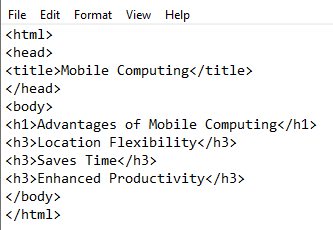 File Edit Format View Help
<html>
<head>
<title>Mobile Computing</title>
</head>
<body>
<h1>Advantages of Mobile Computing</h1>
<h3>Location Flexibility</h3>
<h3>Saves Time</h3>
<h3>Enhanced Productivity</h3>
</body>
</html>